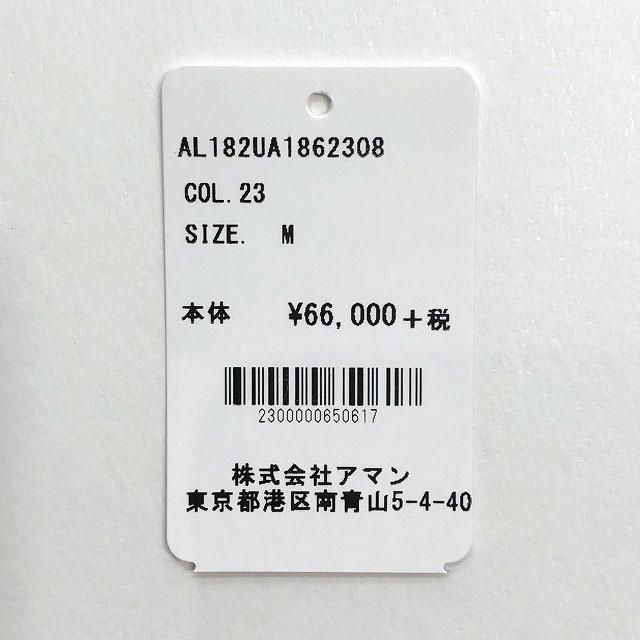 AL182UA1862308
COL.23
SIZE. M
本体 ¥66,000+税
2300000650617
株式会社アマン
東京都港区南青山5-4-40